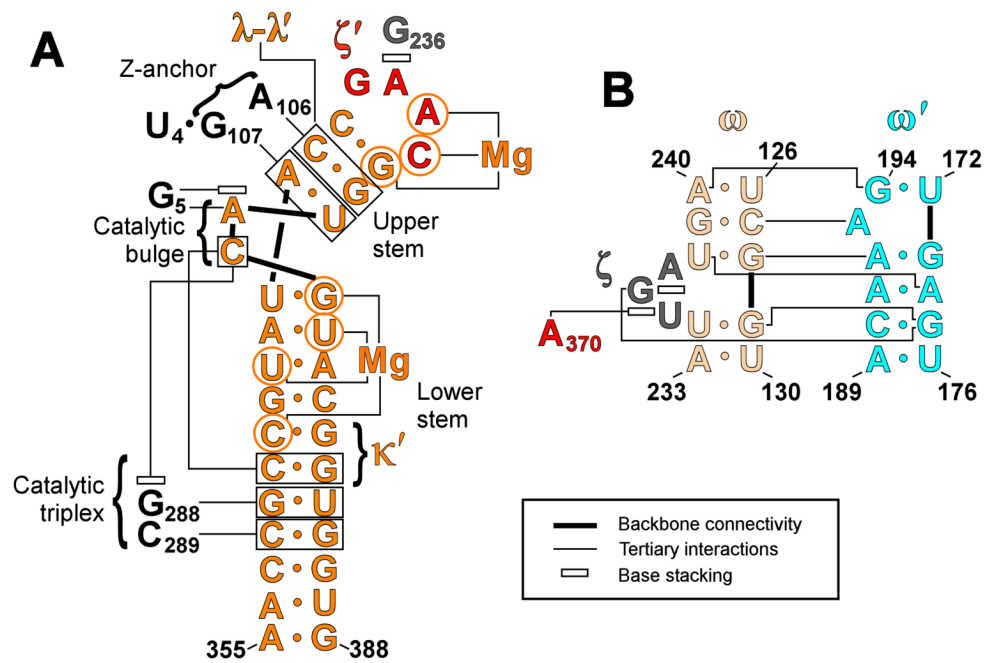 A
λ-λ′
ζ′
G236
Z-anchor
G A
A106
A
U4·G107
C
C
C
Mg
G
A
G
G5
A
U
Catalytic
bulge
Upper
stem
C
U·G
A·U
Mg
U·A
Lower
stem
G·C
C·G
κ′
C·G
Catalytic
triplex
G288
G·U
C289
C·G
C·G
A·U
355 A·G 388
B
ω
ω′
240
126
194
172
A·U
G·U
G·C
A
U·G
A·G
ζ
A
G
A·A
U
U·G
C·G
A370
A·U
A·U
233
130
189
176
Backbone connectivity
Tertiary interactions
Base stacking